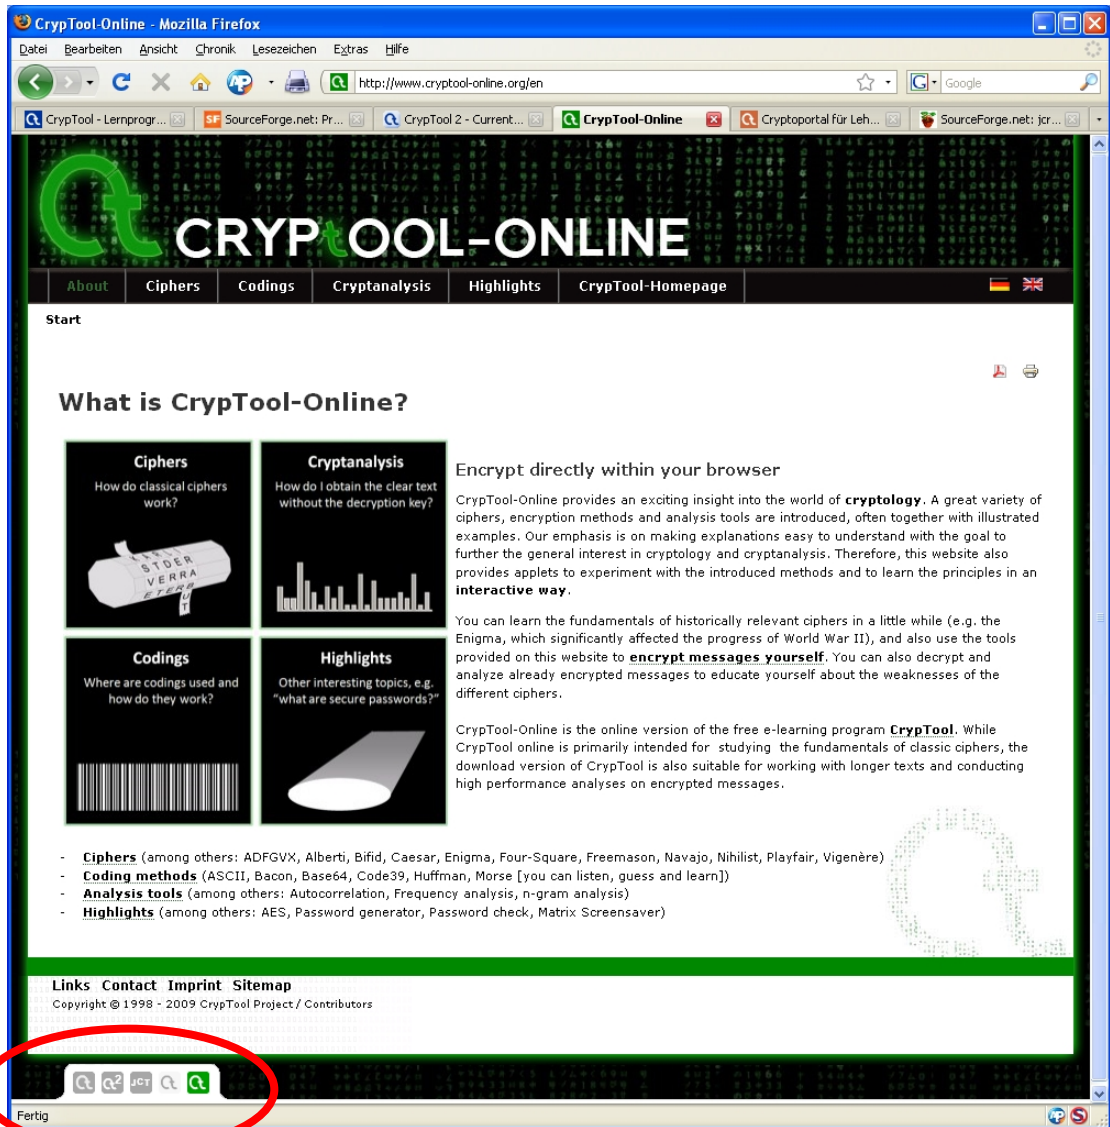 CrypTool-Online - Mozilla Firefox
Datei Bearbeiten Ansicht Chronik Lesezeichen Extras Hilfe
http://www.cryptool-online.org/en
Google
CrypTool - Lernprogr... SourceForge.net: Pr... CrypTool 2 - Current... CrypTool-Online Cryptoportal für Leh... SourceForge.net: jcr...
CRYPtOOL-ONLINE
About Ciphers Codings Cryptanalysis Highlights CrypTool-Homepage
Start
What is CrypTool-Online?
Ciphers
How do classical ciphers
work?
STDER
VERRA
ETERB
UT
Cryptanalysis
How do I obtain the clear text
without the decryption key?
Codings
Where are codings used and
how do they work?
Highlights
Other interesting topics, e.g.
"what are secure passwords?"
Encrypt directly within your browser
CrypTool-Online provides an exciting insight into the world of cryptology. A great variety of
ciphers, encryption methods and analysis tools are introduced, often together with illustrated
examples. Our emphasis is on making explanations easy to understand with the goal to
further the general interest in cryptology and cryptanalysis. Therefore, this website also
provides applets to experiment with the introduced methods and to learn the principles in an
interactive way.
You can learn the fundamentals of historically relevant ciphers in a little while (e.g. the
Enigma, which significantly affected the progress of World War II), and also use the tools
provided on this website to encrypt messages yourself. You can also decrypt and
analyze already encrypted messages to educate yourself about the weaknesses of the
different ciphers.
CrypTool-Online is the online version of the free e-learning program CrypTool. While
CrypTool online is primarily intended for studying the fundamentals of classic ciphers, the
download version of CrypTool is also suitable for working with longer texts and conducting
high performance analyses on encrypted messages.
- Ciphers (among others: ADFGVX, Alberti, Bifid, Caesar, Enigma, Four-Square, Freemason, Navajo, Nihilist, Playfair, Vigenère)
- Coding methods (ASCII, Bacon, Base64, Code39, Huffman, Morse [you can listen, guess and learn])
- Analysis tools (among others: Autocorrelation, Frequency analysis, n-gram analysis)
- Highlights (among others: AES, Password generator, Password check, Matrix Screensaver)
Links Contact Imprint Sitemap
Copyright © 1998 - 2009 CrypTool Project / Contributors
JCT
Fertig